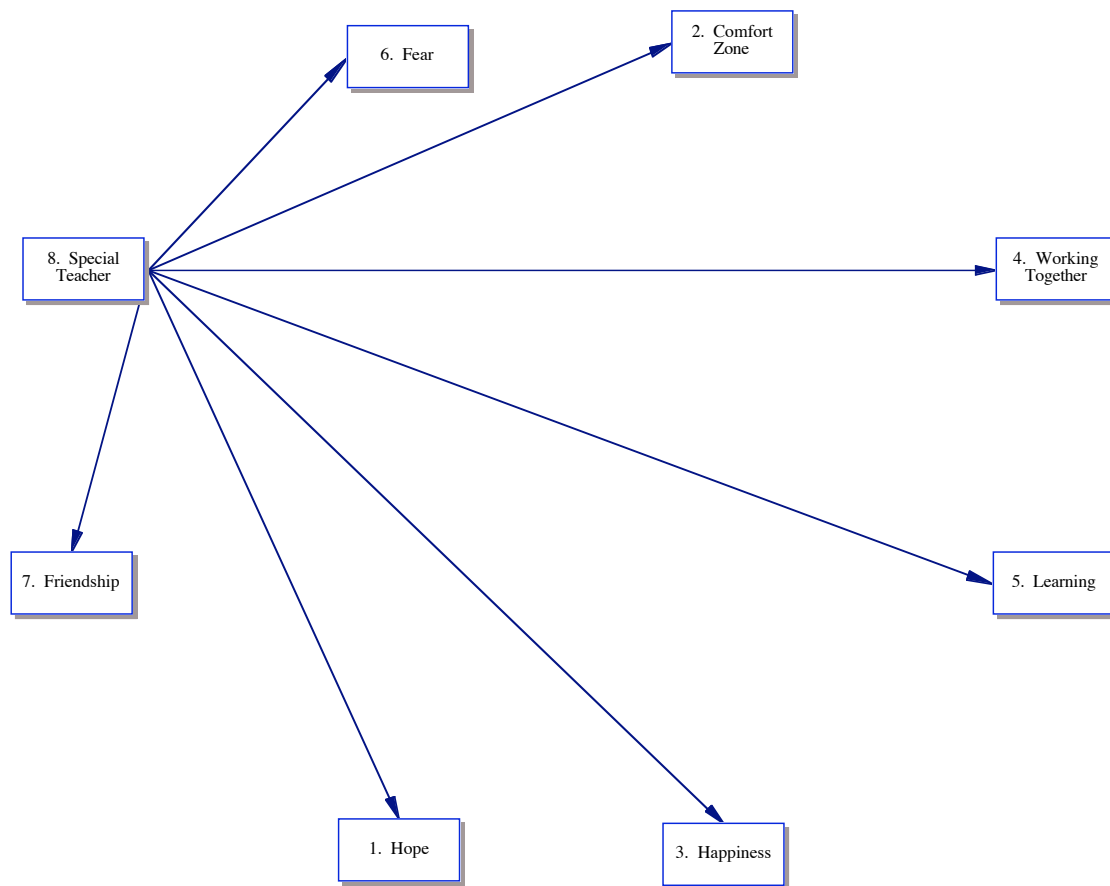 6. Fear
2. Comfort
Zone
8. Special
Teacher
4. Working
Together
7. Friendship
5. Learning
1. Hope
3. Happiness